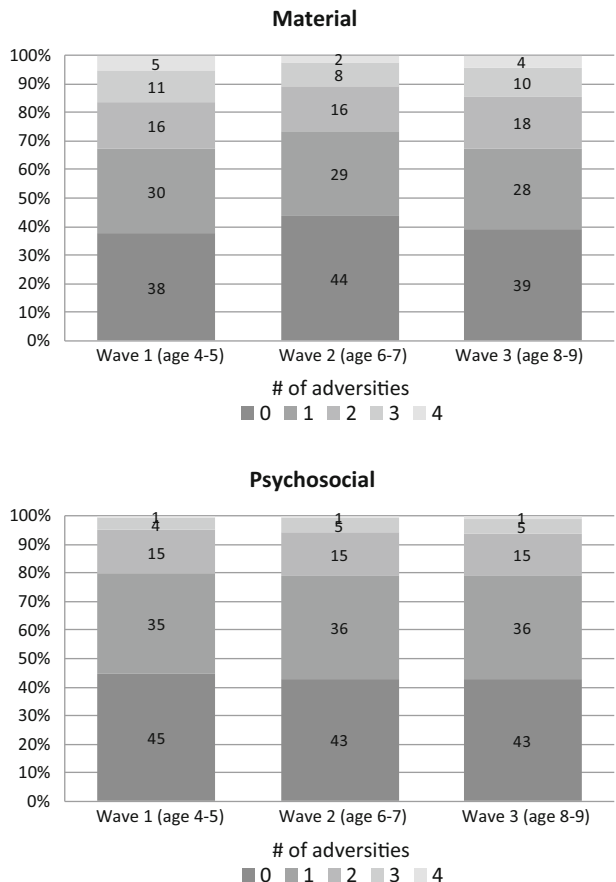 Material
100%
90%
80%
70%
60%
50%
40%
30%
20%
10%
0%
5 2 4
11 8 10
16 16 18
30 29 28
38 44 39
Wave 1 (age 4-5) Wave 2 (age 6-7) Wave 3 (age 8-9)
# of adversities
0 1 2 3 4
Psychosocial
100%
90%
80%
70%
60%
50%
40%
30%
20%
10%
0%
1 1 1
4 5 5
15 15 15
35 36 36
45 43 43
Wave 1 (age 4-5) Wave 2 (age 6-7) Wave 3 (age 8-9)
# of adversities
0 1 2 3 4